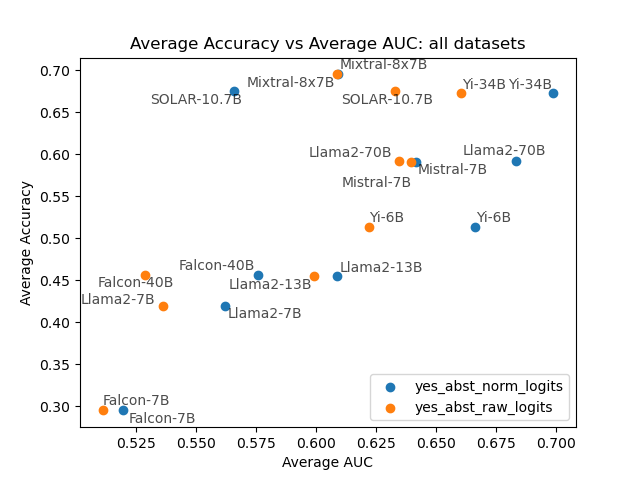 Average Accuracy vs Average AUC: all datasets
0.70
0.65
0.60
0.55
0.50
0.45
0.40
0.35
0.30
Average Accuracy
Mixtral-8x7B
Mixtral-8x7B
SOLAR-10.7B
SOLAR-10.7B
Yi-34B
Yi-34B
Llama2-70B
Llama2-70B
Mistral-7B
Mistral-7B
Yi-6B
Yi-6B
Falcon-40B
Falcon-40B
Llama2-13B
Llama2-13B
Llama2-7B
Llama2-7B
Falcon-7B
Falcon-7B
yes_abst_norm_logits
yes_abst_raw_logits
0.525
0.550
0.575
0.600
0.625
0.650
0.675
0.700
Average AUC